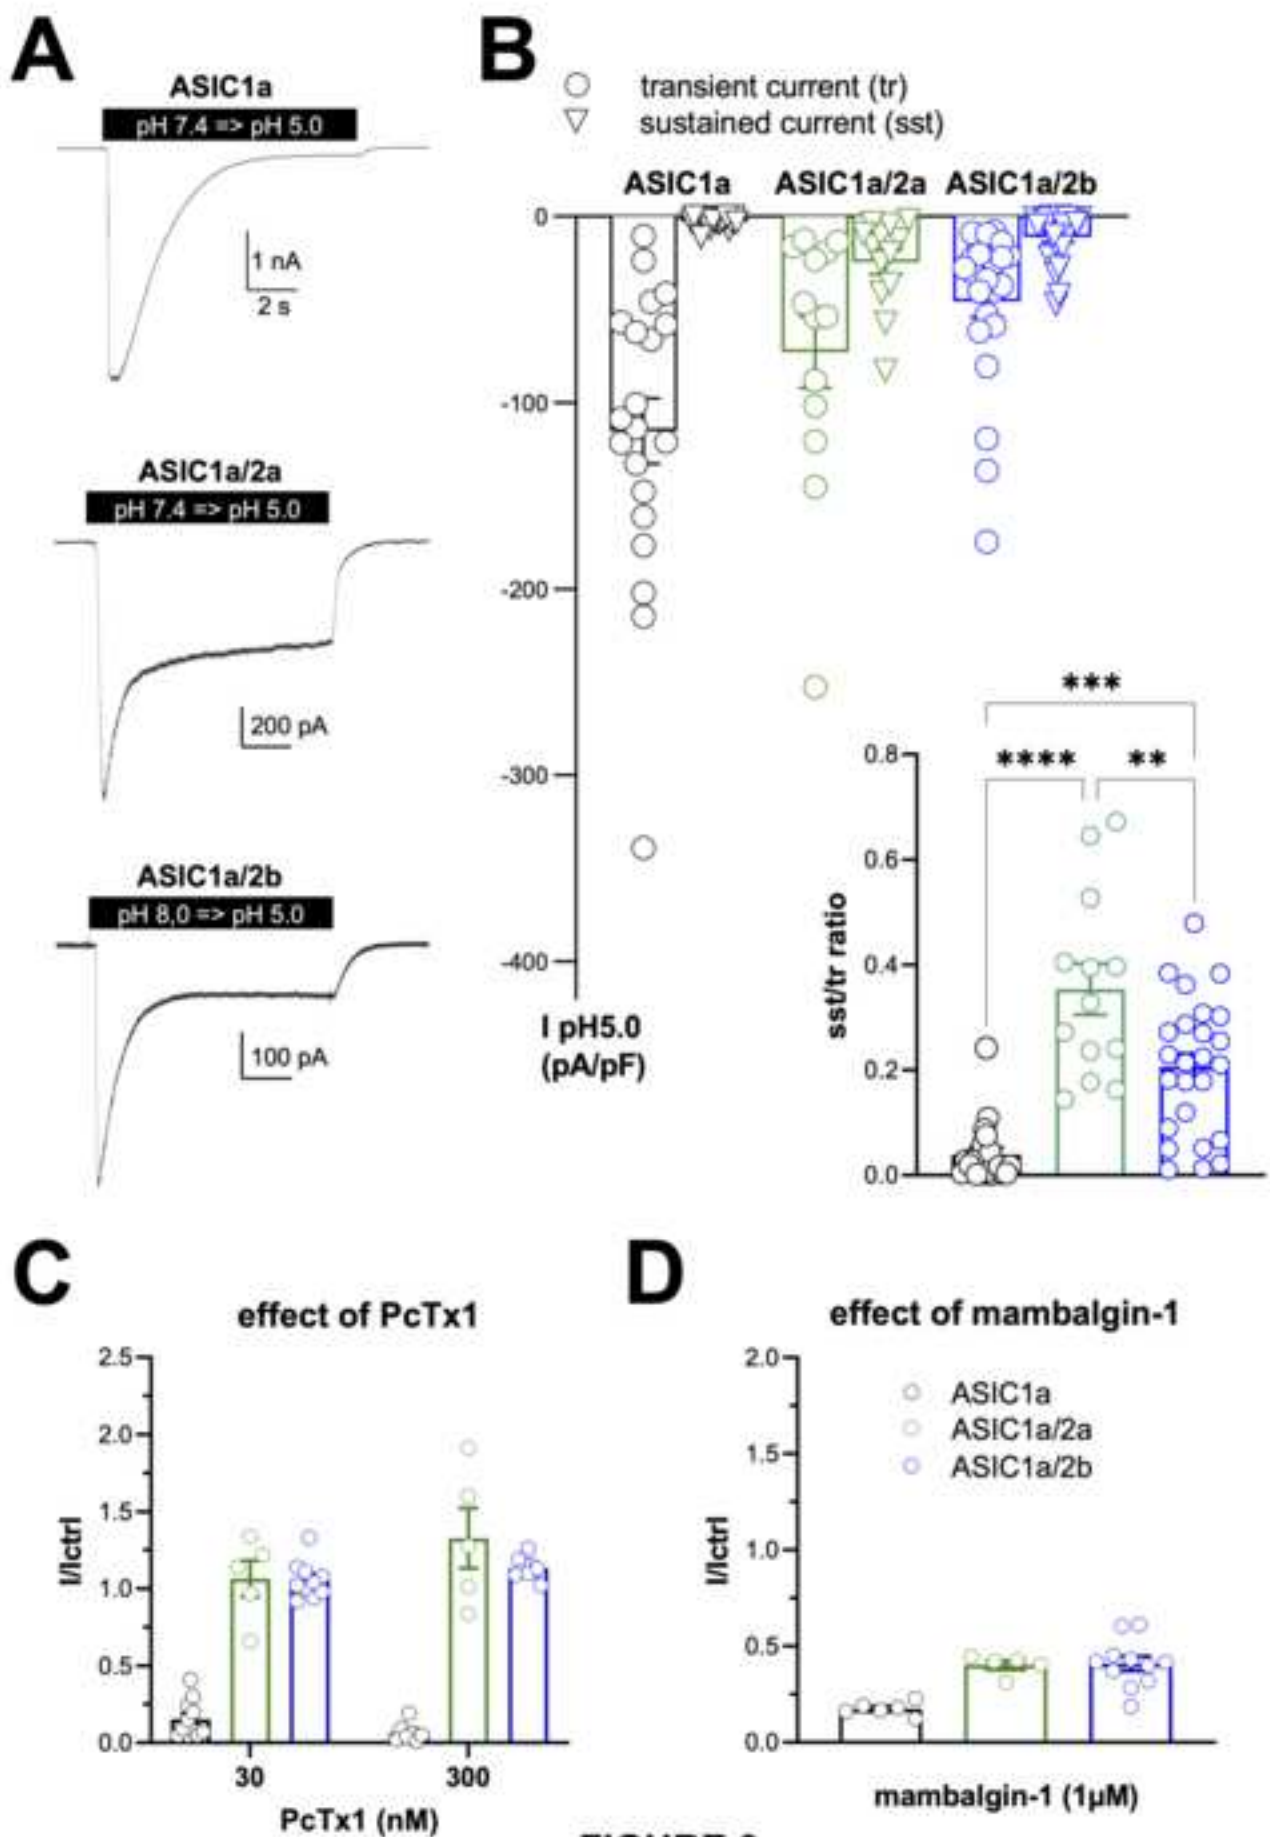 A
ASIC1a
pH 7.4 => pH 5.0
1 nA
2 s
ASIC1a/2a
pH 7.4 => pH 5.0
200 pA
ASIC1a/2b
pH 8,0 => pH 5.0
100 pA
B
transient current (tr)
sustained current (sst)
ASIC1a ASIC1a/2a ASIC1a/2b
0
-100
-200
-300
-400
I pH5.0
(pA/pF)
***
**** **
0.8
0.6
0.4
0.2
0.0
sst/tr ratio
C
effect of PcTx1
2.5
2.0
1.5
1.0
0.5
0.0
I/Ictrl
30 300
PcTx1 (nM)
D
effect of mambalgin-1
2.0
1.5
1.0
0.5
0.0
I/Ictrl
ASIC1a
ASIC1a/2a
ASIC1a/2b
mambalgin-1 (1µM)